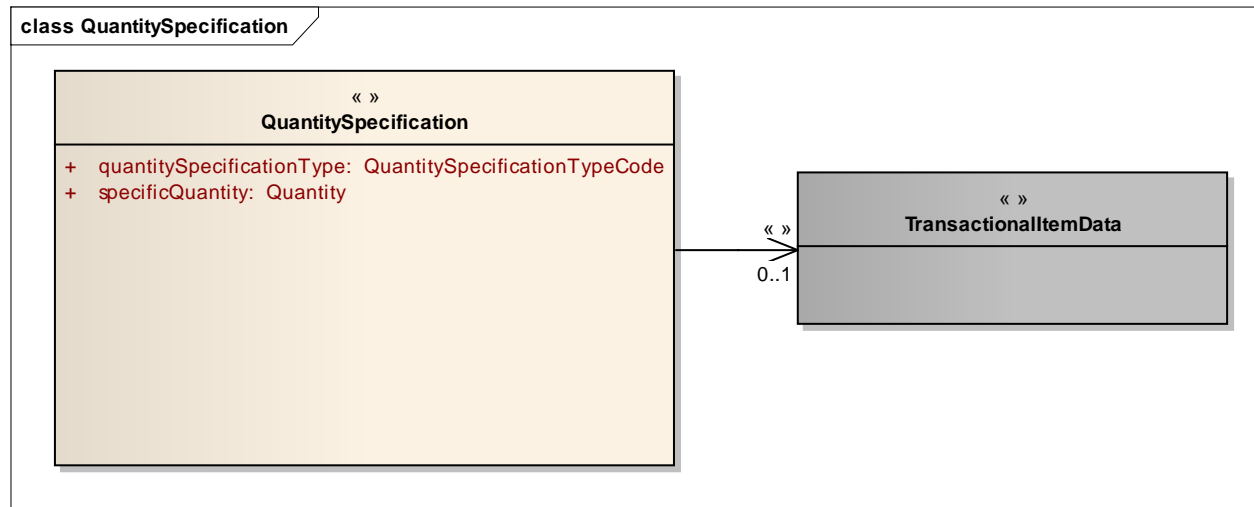 class QuantitySpecification
« »
QuantitySpecification
+ quantitySpecificationType: QuantitySpecificationTypeCode
+ specificQuantity: Quantity
« »
TransactionalItemData
« »
0..1